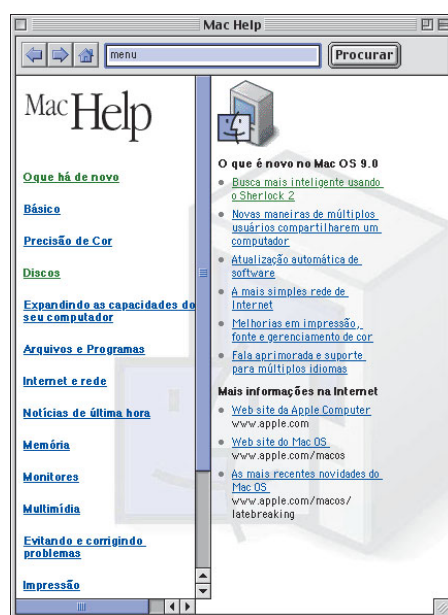 Mac Help
menu
Procurar
Mac Help
O que há de novo
Básico
Precisão de Cor
Discos
Expandindo as capacidades do
seu computador
Arquivos e Programas
Internet e rede
Notícias de última hora
Memória
Monitores
Multimídia
Evitando e corrigindo
problemas
Impressão
O que é novo no Mac OS 9.0
Busca mais inteligente usando
o Sherlock 2
Novas maneiras de múltiplos
usuários compartilharem um
computador
Atualização automática de
software
A mais simples rede de
Internet
Melhorias em impressão,
fonte e gerenciamento de cor
Fala aprimorada e suporte
para múltiplos idiomas
Mais informações na Internet
Web site da Apple Computer
www.apple.com
Web site do Mac OS
www.apple.com/macos
As mais recentes novidades do
Mac OS
www.apple.com/macos/
latebreaking